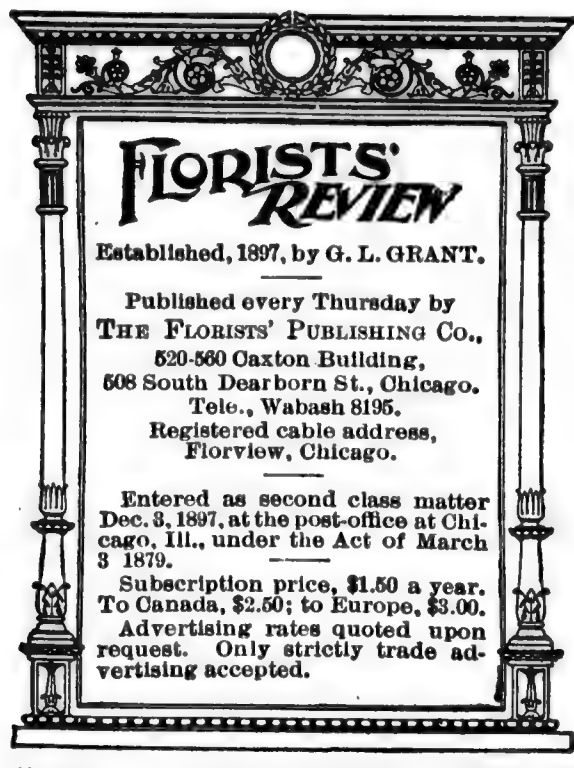 FLORISTS'
REVIEW
Established, 1897, by G. L. GRANT.
Published every Thursday by
THE FLORISTS' PUBLISHING CO.,
520-560 Caxton Building,
508 South Dearborn St., Chicago.
Tele., Wabash 8195.
Registered cable address,
Florview, Chicago.
Entered as second class matter
Dec. 3, 1897, at the post-office at Chi-
cago, Ill., under the Act of March
3 1879.
Subscription price, $1.50 a year.
To Canada, $2.50; to Europe, $3.00.
Advertising rates quoted upon
request. Only strictly trade ad-
vertising accepted.